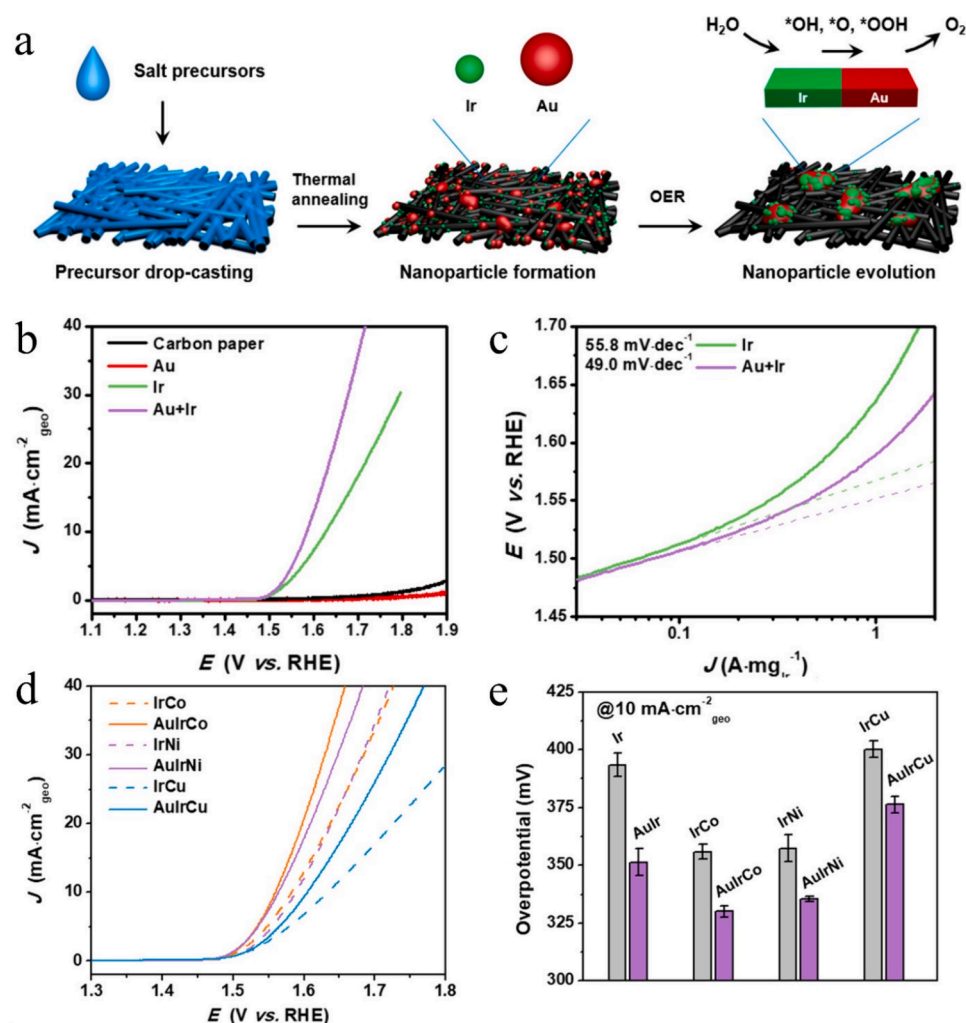 a
Salt precursors
Precursor drop-casting
Thermal
annealing
Ir
Au
Nanoparticle formation
OER
H₂O
*OH, *O, *OOH
O₂
Ir
Au
Nanoparticle evolution
b
J (mA·cm⁻²geo)
40
30
20
10
0
Carbon paper
Au
Ir
Au+Ir
1.1 1.2 1.3 1.4 1.5 1.6 1.7 1.8 1.9
E (V vs. RHE)
c
E (V vs. RHE)
1.70
1.65
1.60
1.55
1.50
1.45
55.8 mV·dec⁻¹ Ir
49.0 mV·dec⁻¹ Au+Ir
0.1 1
J (A·mgIr⁻¹)
d
J (mA·cm⁻²geo)
40
30
20
10
0
IrCo
AuIrCo
IrNi
AuIrNi
IrCu
AuIrCu
1.3 1.4 1.5 1.6 1.7 1.8
E (V vs. RHE)
e
Overpotential (mV)
425
400
375
350
325
300
@10 mA·cm⁻²geo
Ir
AuIr
IrCo
AuIrCo
IrNi
AuIrNi
IrCu
AuIrCu